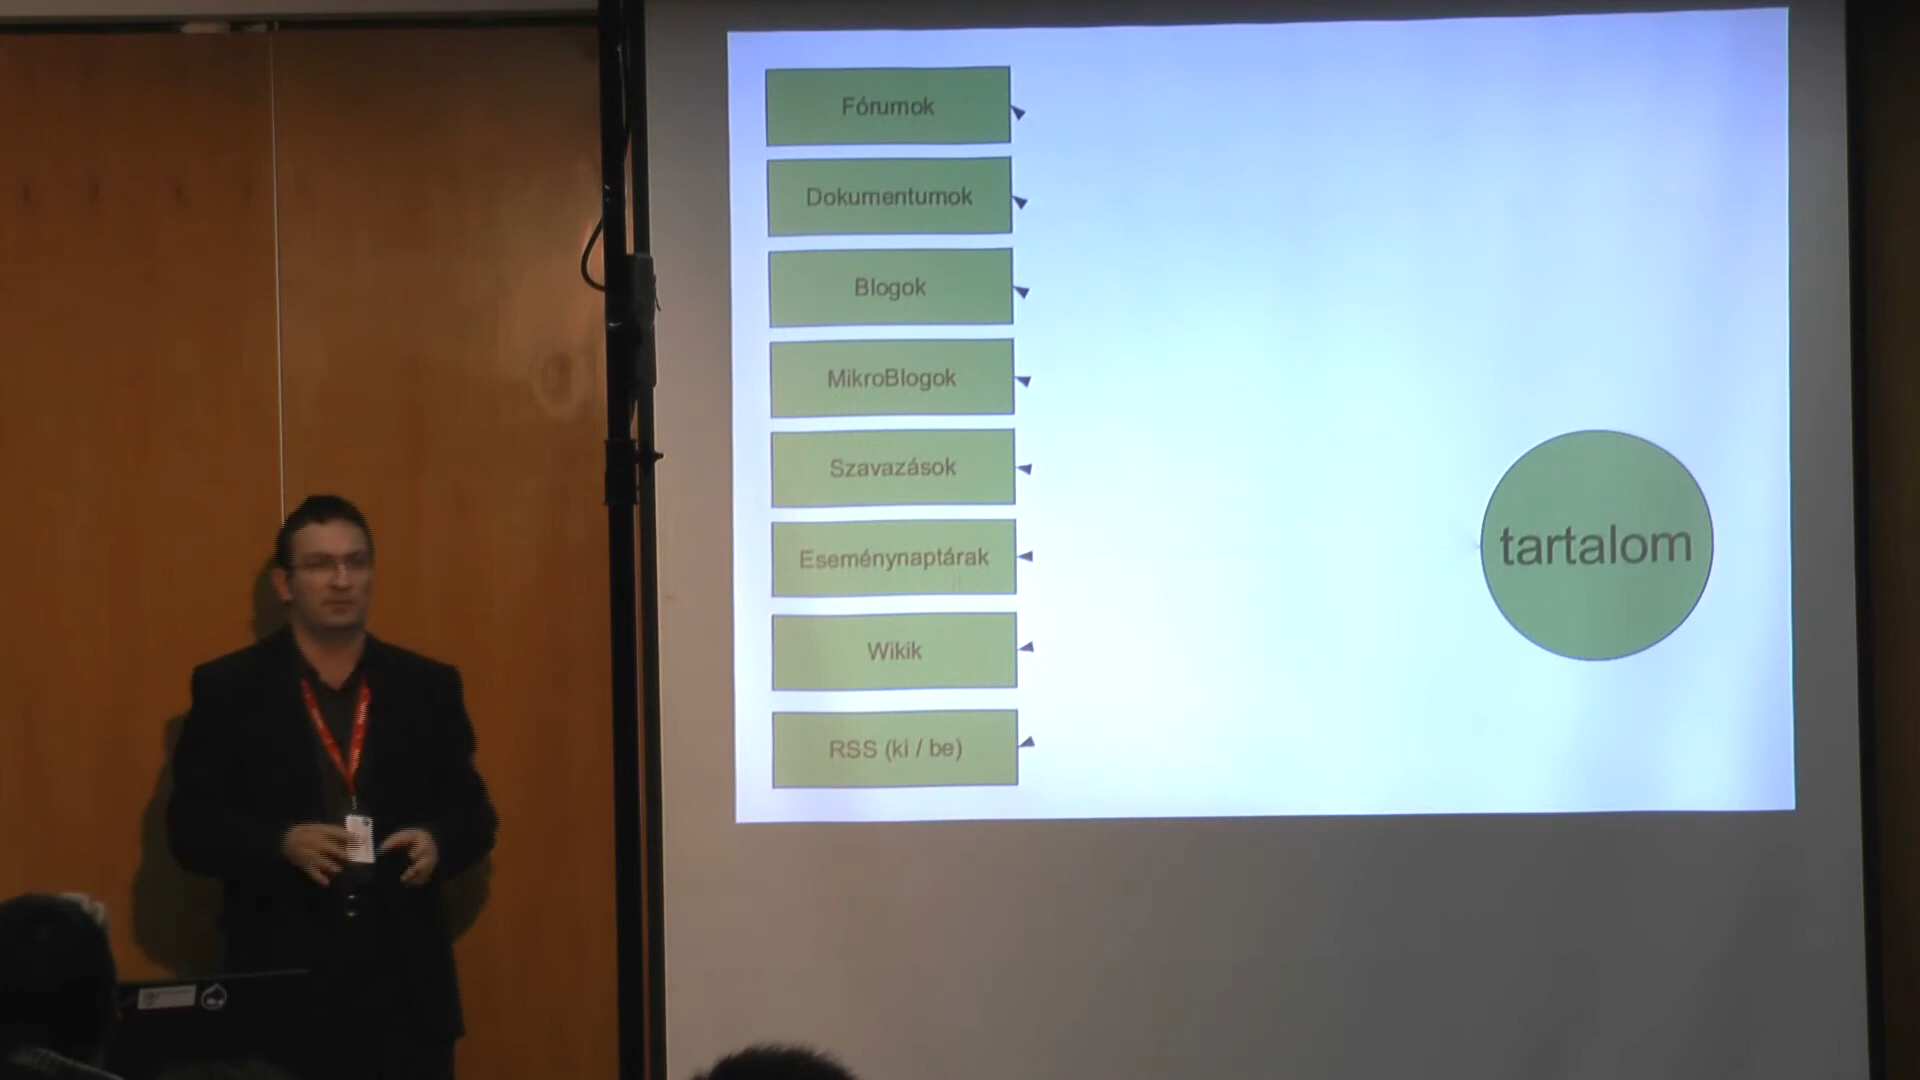 Fórumok
Dokumentumok
Blogok
MikroBlogok
Szavazások
Eseménynaptárak
Wikik
RSS (ki / be)
tartalom